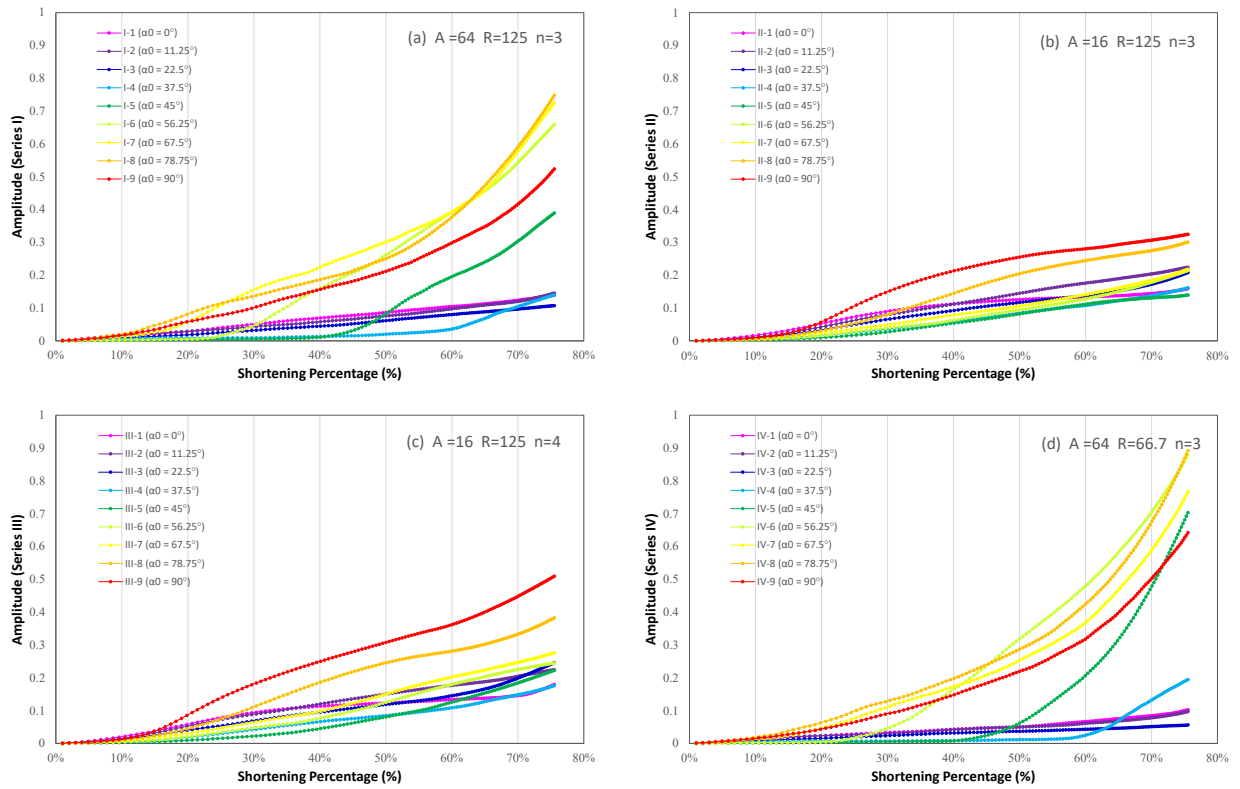 (a) A =64 R=125 n=3
Amplitude (Series I)
1
0.9
0.8
0.7
0.6
0.5
0.4
0.3
0.2
0.1
0
I-1 (α0 = 0°)
I-2 (α0 = 11.25°)
I-3 (α0 = 22.5°)
I-4 (α0 = 37.5°)
I-5 (α0 = 45°)
I-6 (α0 = 56.25°)
I-7 (α0 = 67.5°)
I-8 (α0 = 78.75°)
I-9 (α0 = 90°)
0% 10% 20% 30% 40% 50% 60% 70% 80%
Shortening Percentage (%)
(b) A =16 R=125 n=3
Amplitude (Series II)
1
0.9
0.8
0.7
0.6
0.5
0.4
0.3
0.2
0.1
0
II-1 (α0 = 0°)
II-2 (α0 = 11.25°)
II-3 (α0 = 22.5°)
II-4 (α0 = 37.5°)
II-5 (α0 = 45°)
II-6 (α0 = 56.25°)
II-7 (α0 = 67.5°)
II-8 (α0 = 78.75°)
II-9 (α0 = 90°)
0% 10% 20% 30% 40% 50% 60% 70% 80%
Shortening Percentage (%)
(c) A =16 R=125 n=4
Amplitude (Series III)
1
0.9
0.8
0.7
0.6
0.5
0.4
0.3
0.2
0.1
0
III-1 (α0 = 0°)
III-2 (α0 = 11.25°)
III-3 (α0 = 22.5°)
III-4 (α0 = 37.5°)
III-5 (α0 = 45°)
III-6 (α0 = 56.25°)
III-7 (α0 = 67.5°)
III-8 (α0 = 78.75°)
III-9 (α0 = 90°)
0% 10% 20% 30% 40% 50% 60% 70% 80%
Shortening Percentage (%)
(d) A =64 R=66.7 n=3
Amplitude (Series IV)
1
0.9
0.8
0.7
0.6
0.5
0.4
0.3
0.2
0.1
0
IV-1 (α0 = 0°)
IV-2 (α0 = 11.25°)
IV-3 (α0 = 22.5°)
IV-4 (α0 = 37.5°)
IV-5 (α0 = 45°)
IV-6 (α0 = 56.25°)
IV-7 (α0 = 67.5°)
IV-8 (α0 = 78.75°)
IV-9 (α0 = 90°)
0% 10% 20% 30% 40% 50% 60% 70% 80%
Shortening Percentage (%)